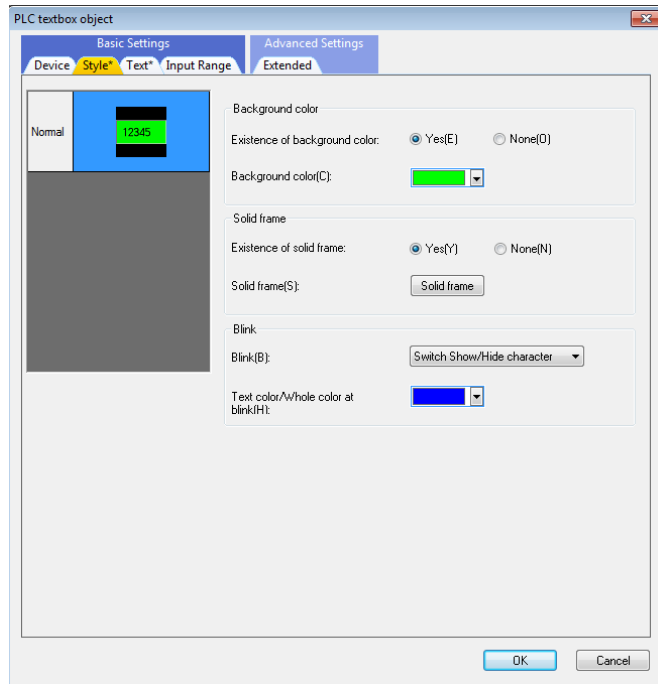 PLC textbox object
Basic Settings Advanced Settings
Device Style* Text* Input Range Extended
Normal 12345
Background color
Existence of background color: Yes(E) None(O)
Background color(C):
Solid frame
Existence of solid frame: Yes(Y) None(N)
Solid frame(S): Solid frame
Blink
Blink(B): Switch Show/Hide character
Text color/Whole color at
blink(H):
OK Cancel